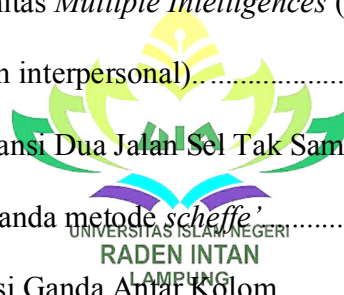 nitas Multiple Intelligences (
n interpersonal)..................
ansi Dua Jalan Sel Tak Sam
anda metode scheffe’...........
UNIVERSITAS ISLAM NEGERI
RADEN INTAN
LAMPUNG
si Ganda Antar Kolom